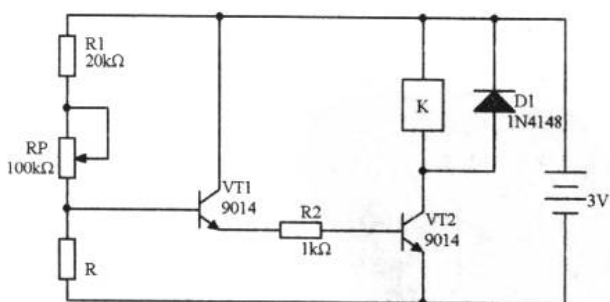 R1
20kΩ
RP
100kΩ
R
VT1
9014
R2
1kΩ
K
VT2
9014
D1
1N4148
3V